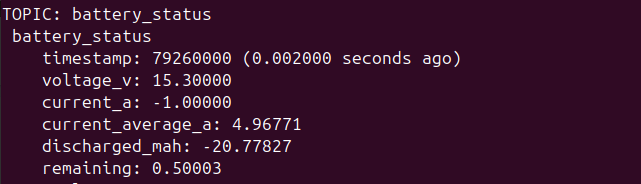 TOPIC: battery_status
battery_status
timestamp: 79260000 (0.002000 seconds ago)
voltage_v: 15.30000
current_a: -1.00000
current_average_a: 4.96771
discharged_mah: -20.77827
remaining: 0.50003